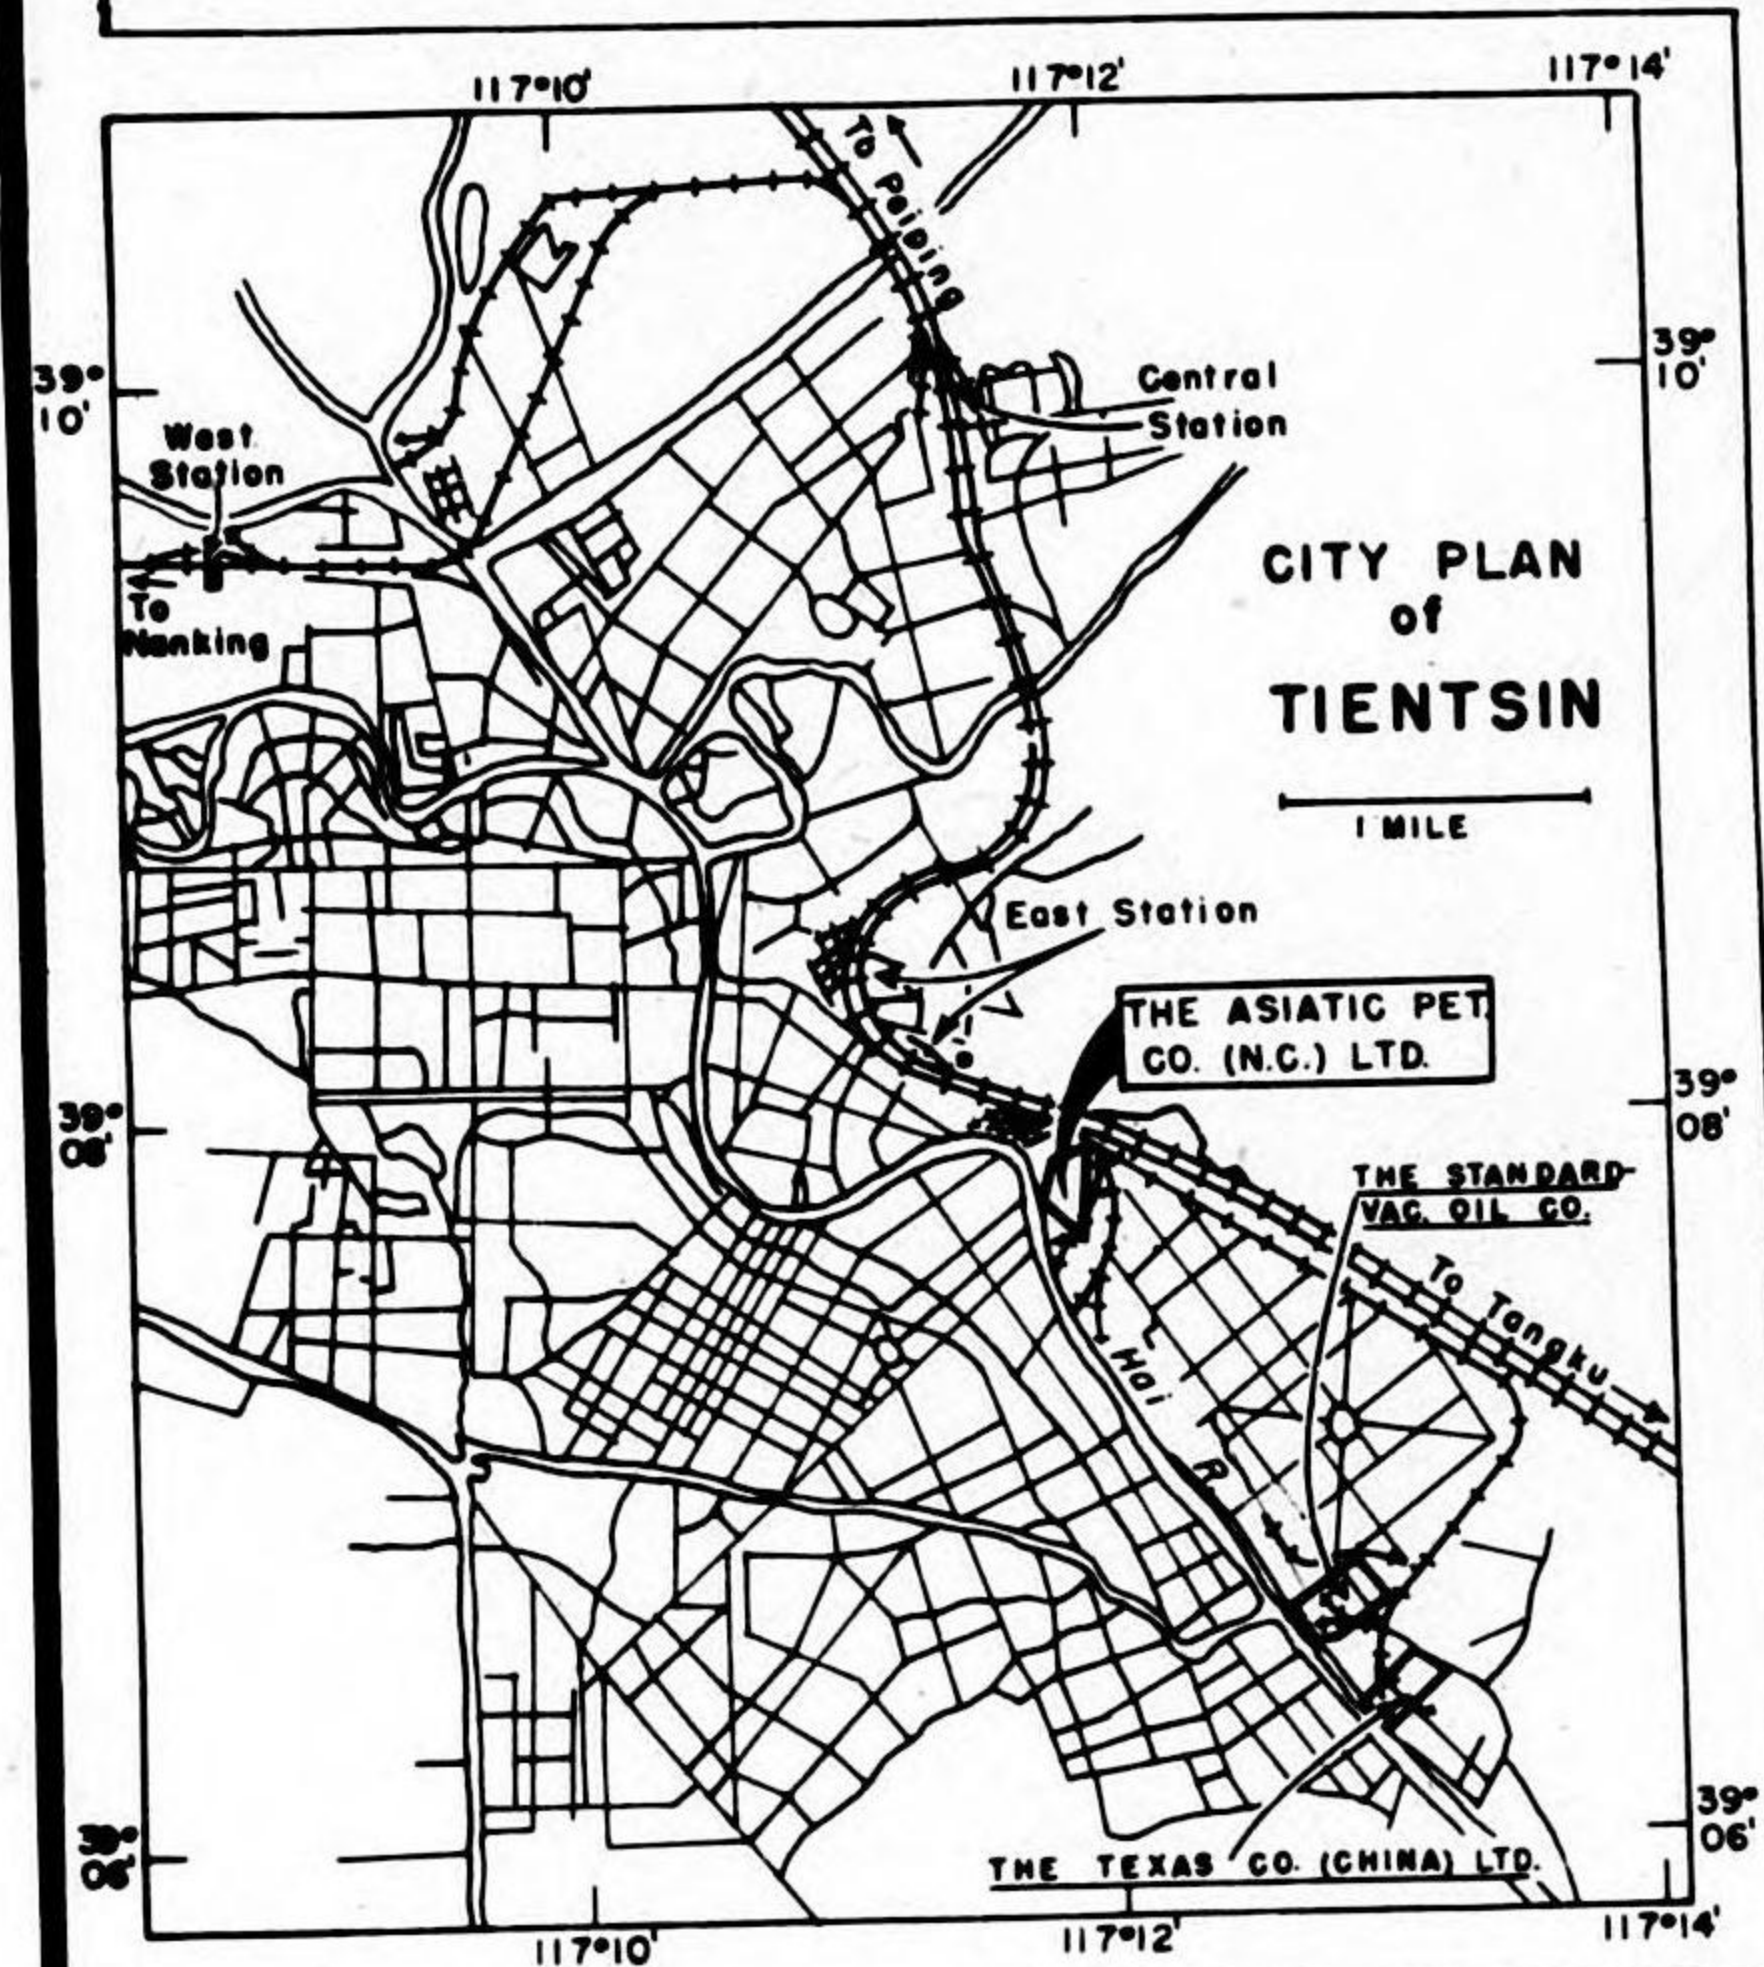 117°10'
117°12'
117°14'
To Peiping
39°
10'
39°
10'
Central
Station
West
Station
To
Nanking
CITY PLAN
of
TIENTSIN
1 MILE
East Station
THE ASIATIC PET.
CO. (N.C.) LTD.
39°
08'
39°
08'
THE STANDARD-
VAC. OIL CO.
To Tangku
Hai R.
39°
06'
39°
06'
THE TEXAS CO. (CHINA) LTD.
117°10'
117°12'
117°14'